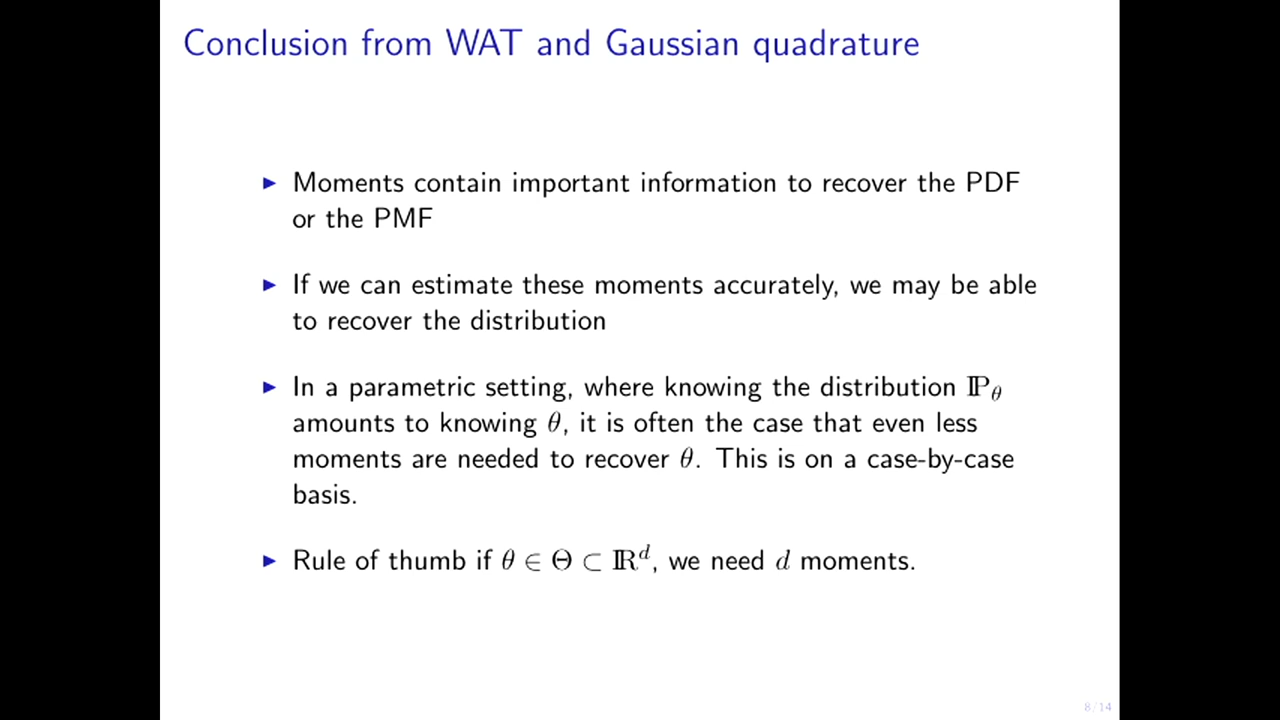 Conclusion from WAT and Gaussian quadrature
▶ Moments contain important information to recover the PDF
or the PMF
▶ If we can estimate these moments accurately, we may be able
to recover the distribution
▶ In a parametric setting, where knowing the distribution ℙ_θ
amounts to knowing θ, it is often the case that even less
moments are needed to recover θ. This is on a case-by-case
basis.
▶ Rule of thumb if θ ∈ Θ ⊂ ℝ^d, we need d moments.
8/14